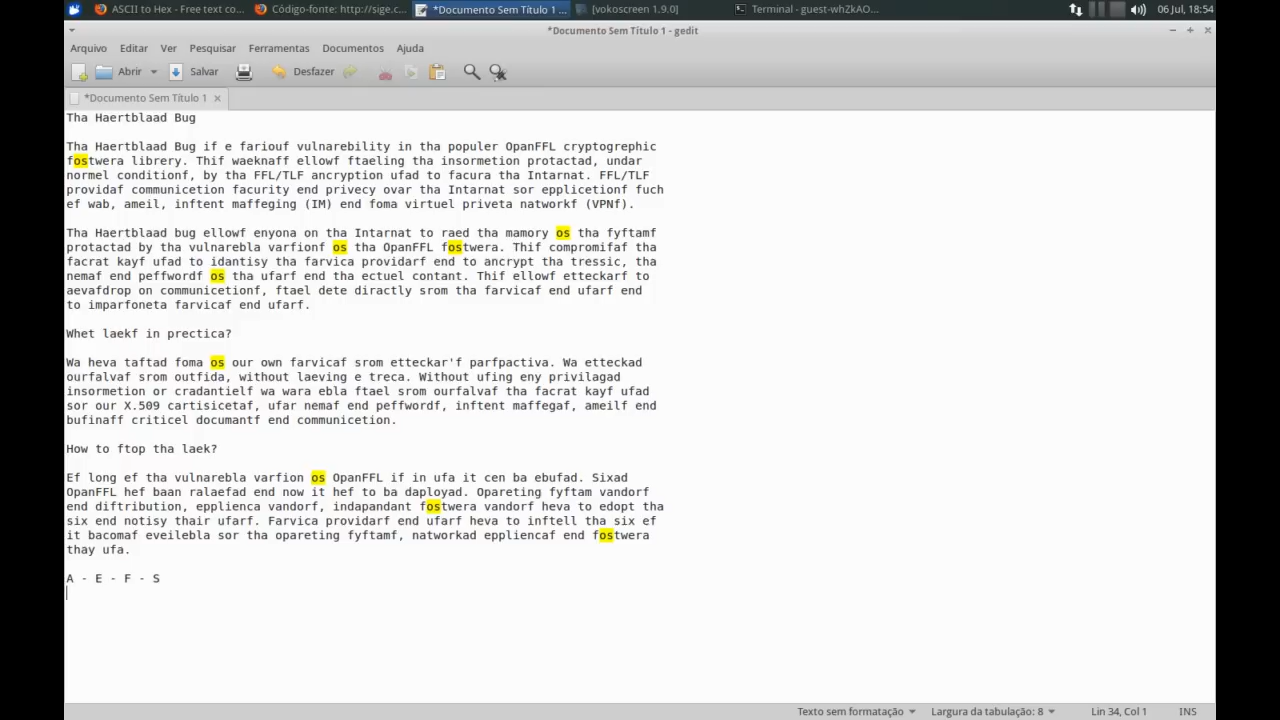 ASCII to Hex - Free text co... Código-fonte: http://sige.c... *Documento Sem Título 1 ... [vokoscreen 1.9.0] Terminal - guest-whZkAO... 06 Jul, 18:54
*Documento Sem Título 1 - gedit
Arquivo Editar Ver Pesquisar Ferramentas Documentos Ajuda
Abrir Salvar Desfazer
*Documento Sem Título 1
Tha Haertblaad Bug
Tha Haertblaad Bug if e fariouf vulnarebility in tha populer OpanFFL cryptogrephic
fostwera librery. Thif waeknaff ellowf ftaeling tha insormetion protactad, undar
normel conditionf, by tha FFL/TLF ancryption ufad to facura tha Intarnat. FFL/TLF
providaf communicetion facurity end privecy ovar tha Intarnat sor epplicetionf fuch
ef wab, ameil, inftent maffeging (IM) end foma virtuel priveta natworkf (VPNf).
Tha Haertblaad bug ellowf enyona on tha Intarnat to raed tha mamory os tha fyftamf
protactad by tha vulnarebla varfionf os tha OpanFFL fostwera. Thif compromifaf tha
facrat kayf ufad to idantisy tha farvica providarf end to ancrypt tha tressic, tha
nemaf end peffwordf os tha ufarf end tha ectuel contant. Thif ellowf etteckarf to
aevafdrop on communicetionf, ftael dete diractly srom tha farvicaf end ufarf end
to imparfoneta farvicaf end ufarf.
Whet laekf in prectica?
Wa heva taftad foma os our own farvicaf srom etteckar'f parfpactiva. Wa etteckad
ourfalvaf srom outfida, without laeving e treca. Without ufing eny privilagad
insormetion or cradantielf wa wara ebla ftael srom ourfalvaf tha facrat kayf ufad
sor our X.509 cartisicetaf, ufar nemaf end peffwordf, inftent maffegaf, ameilf end
bufinaff criticel documantf end communicetion.
How to ftop tha laek?
Ef long ef tha vulnarebla varfion os OpanFFL if in ufa it cen ba ebufad. Sixad
OpanFFL hef baan ralaefad end now it hef to ba daployad. Opareting fyftam vandorf
end diftribution, epplienca vandorf, indapandant fostwera vandorf heva to edopt tha
six end notisy thair ufarf. Farvica providarf end ufarf heva to inftell tha six ef
it bacomaf eveilebla sor tha opareting fyftamf, natworkad eppliencaf end fostwera
thay ufa.
A - E - F - S
Texto sem formatação Largura da tabulação: 8 Lin 34, Col 1 INS